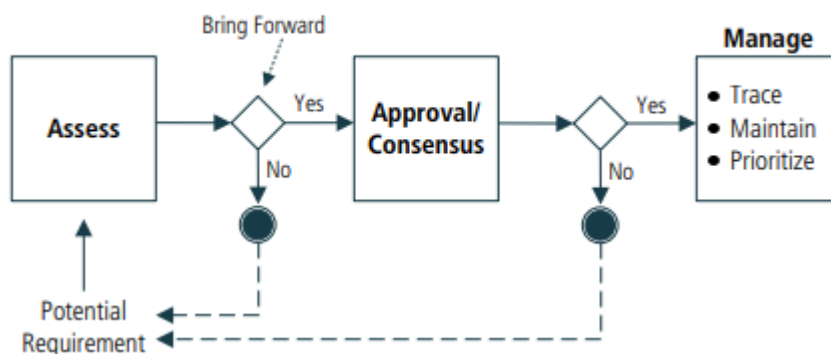 Bring Forward
Manage
Assess
Yes
Approval/
Consensus
Yes
• Trace
• Maintain
• Prioritize
No
No
Potential
Requirement